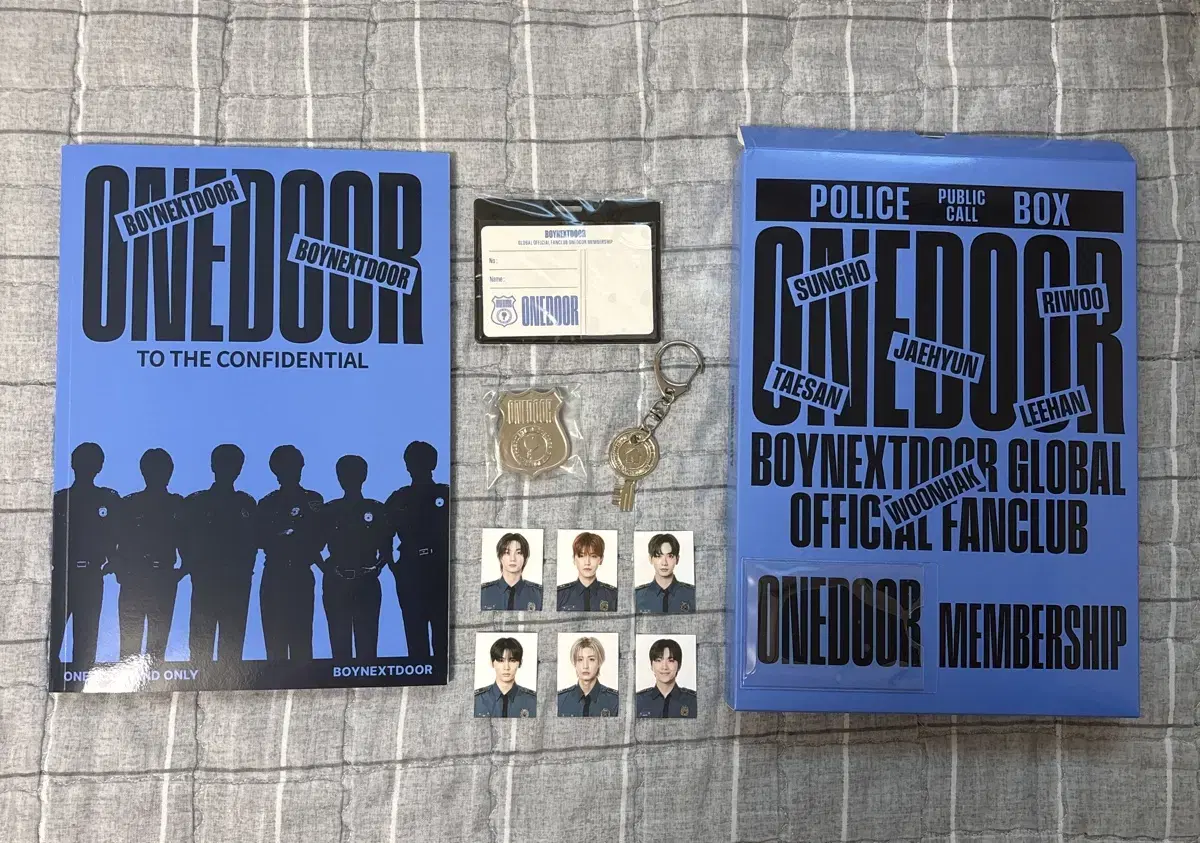 ONEDOOR
BOYNEXTDOOR
BOYNEXTDOOR
TO THE CONFIDENTIAL
AND ONLY
BOYNEXTDOOR
BOYNEXTDOOR
GLOBAL OFFICIAL FANCLUB ONEDOOR MEMBERSHIP
No :
Name :
ONEDOOR
ONEDOOR
POLICE PUBLIC CALL BOX
ONEDOOR
SUNGHO
RIWOO
JAEHYUN
TAESAN
LEEHAN
BOYNEXTDOOR GLOBAL
WOONHAK
OFFICIAL FANCLUB
ONEDOOR MEMBERSHIP